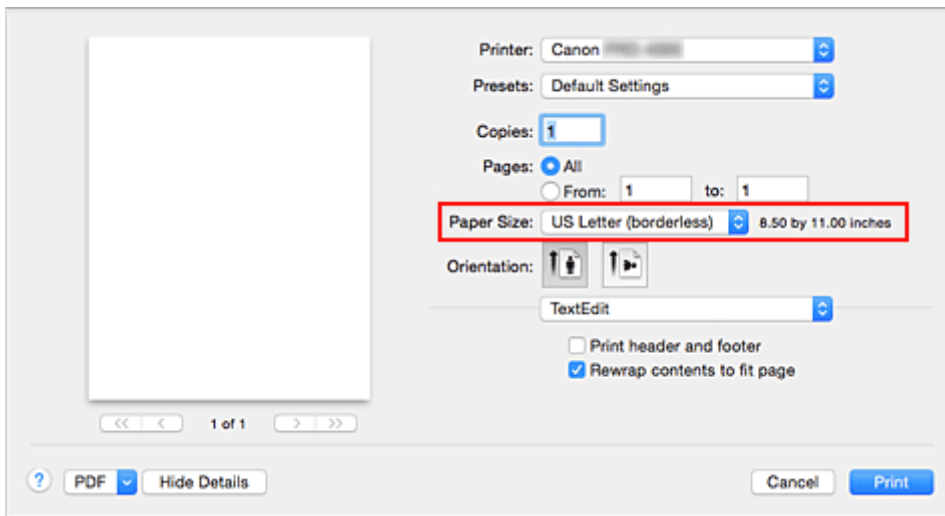 Printer: Canon
Presets: Default Settings
Copies: 1
Pages: All
From: 1 to: 1
Paper Size: US Letter (borderless) 8.50 by 11.00 inches
Orientation:
TextEdit
Print header and footer
Rewrap contents to fit page
1 of 1
? PDF Hide Details Cancel Print